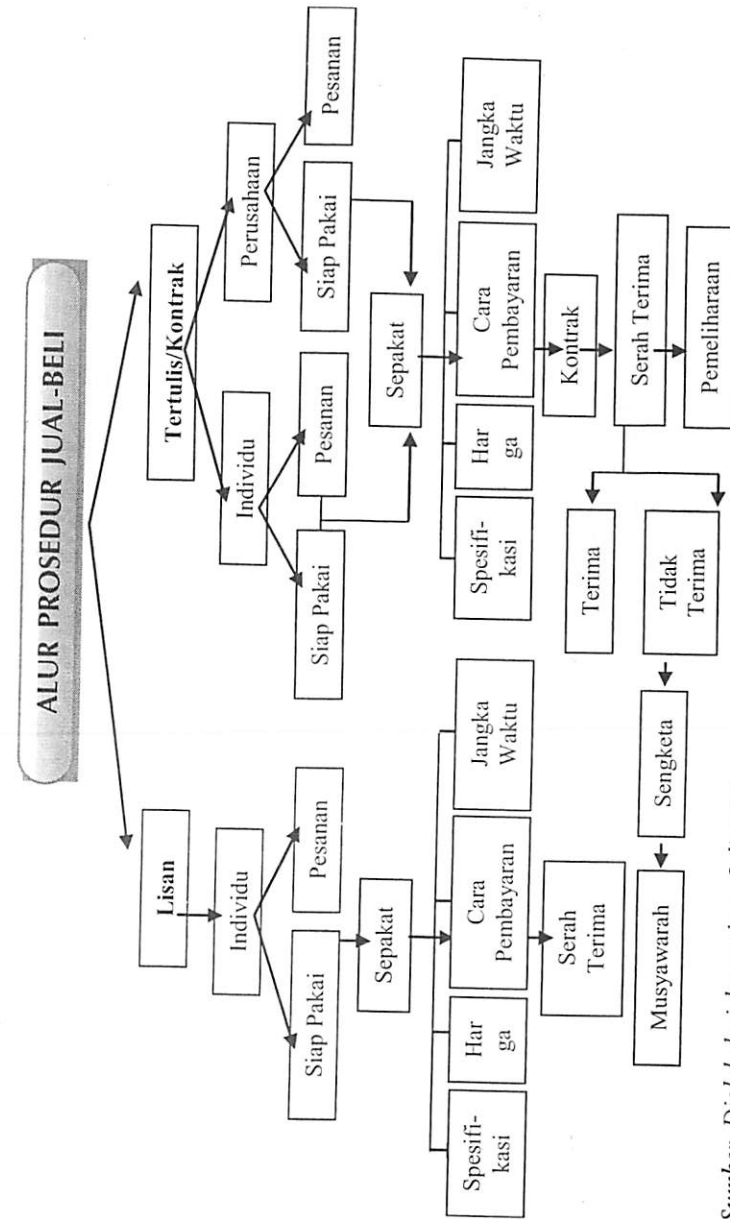 ALUR PROSEDUR JUAL-BELI
Lisan
Tertulis/Kontrak
Individu
Individu
Perusahaan
Siap Pakai
Pesanan
Siap Pakai
Pesanan
Siap Pakai
Pesanan
Sepakat
Sepakat
Spesifi-
kasi
Har
ga
Cara
Pembayaran
Jangka
Waktu
Spesifi-
kasi
Har
ga
Cara
Pembayaran
Jangka
Waktu
Serah
Terima
Kontrak
Terima
Serah Terima
Musyawarah
Sengketa
Tidak
Terima
Pemeliharaan
Sumber